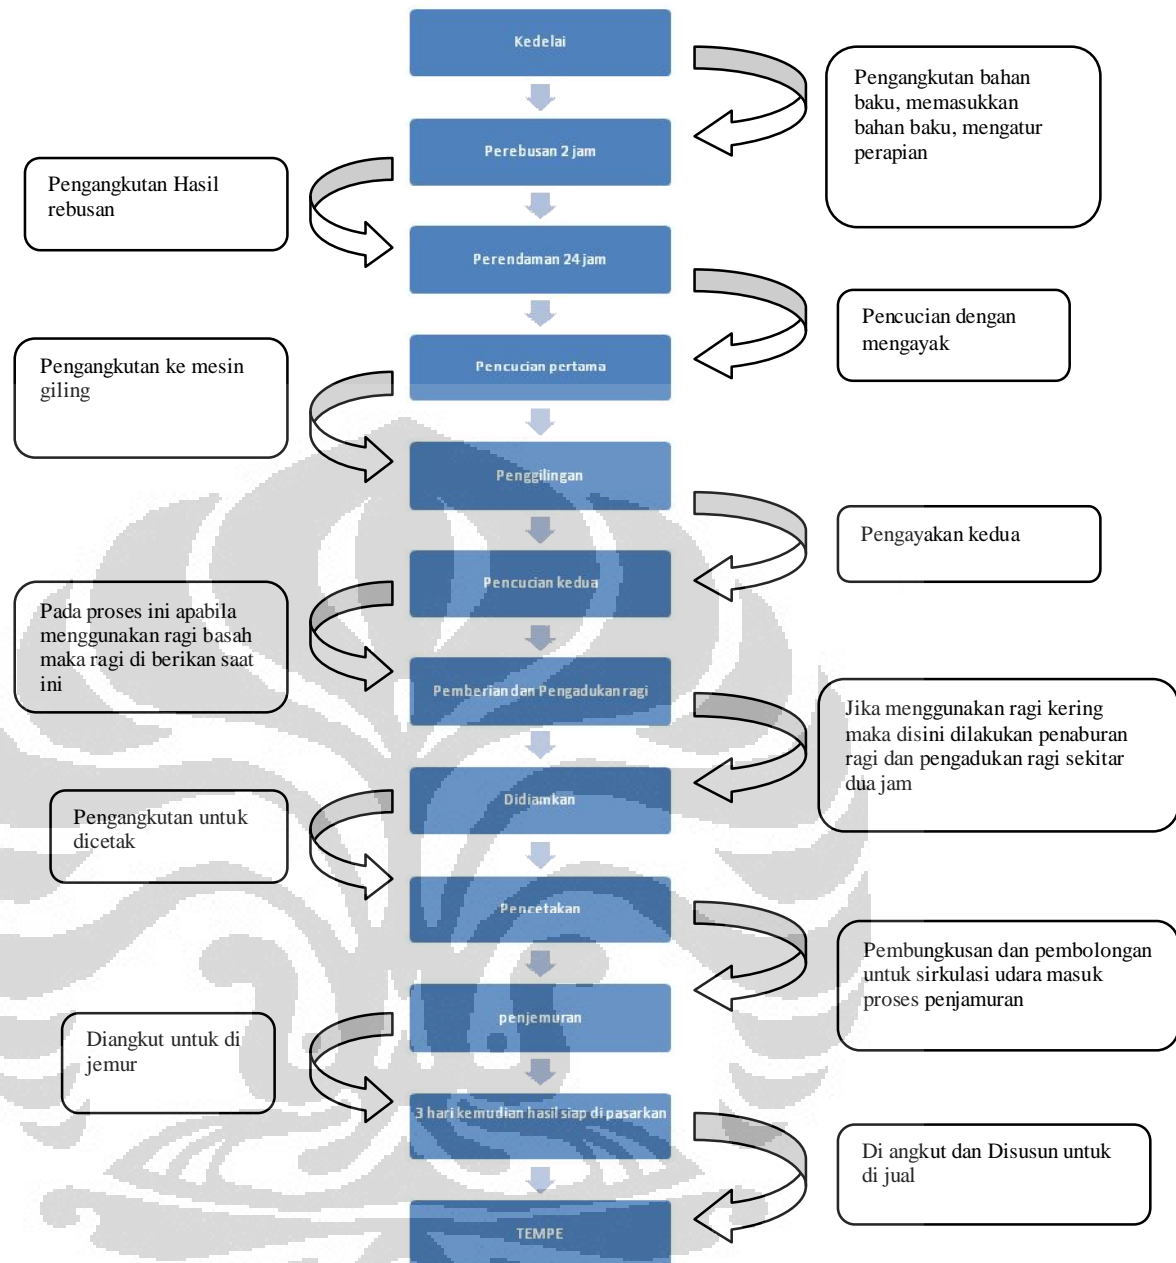 Kedelai
Pengangkutan bahan
baku, memasukkan
bahan baku, mengatur
perapian
Perebusan 2 jam
Pengangkutan Hasil
rebusan
Perendaman 24 jam
Pencucian dengan
mengayak
Pencucian pertama
Pengangkutan ke mesin
giling
Penggilingan
Pengayakan kedua
Pencucian kedua
Pada proses ini apabila
menggunakan ragi basah
maka ragi di berikan saat
ini
Pemberian dan Pengadukan ragi
Jika menggunakan ragi kering
maka disini dilakukan penaburan
ragi dan pengadukan ragi sekitar
dua jam
Didiamkan
Pengangkutan untuk
dicetak
Pencetakan
Pembungkusan dan pembolongan
untuk sirkulasi udara masuk
proses penjamuran
penjemuran
Diangkut untuk di
jemur
3 hari kemudian hasil siap di pasarkan
Di angkut dan Disusun untuk
di jual
TEMPE